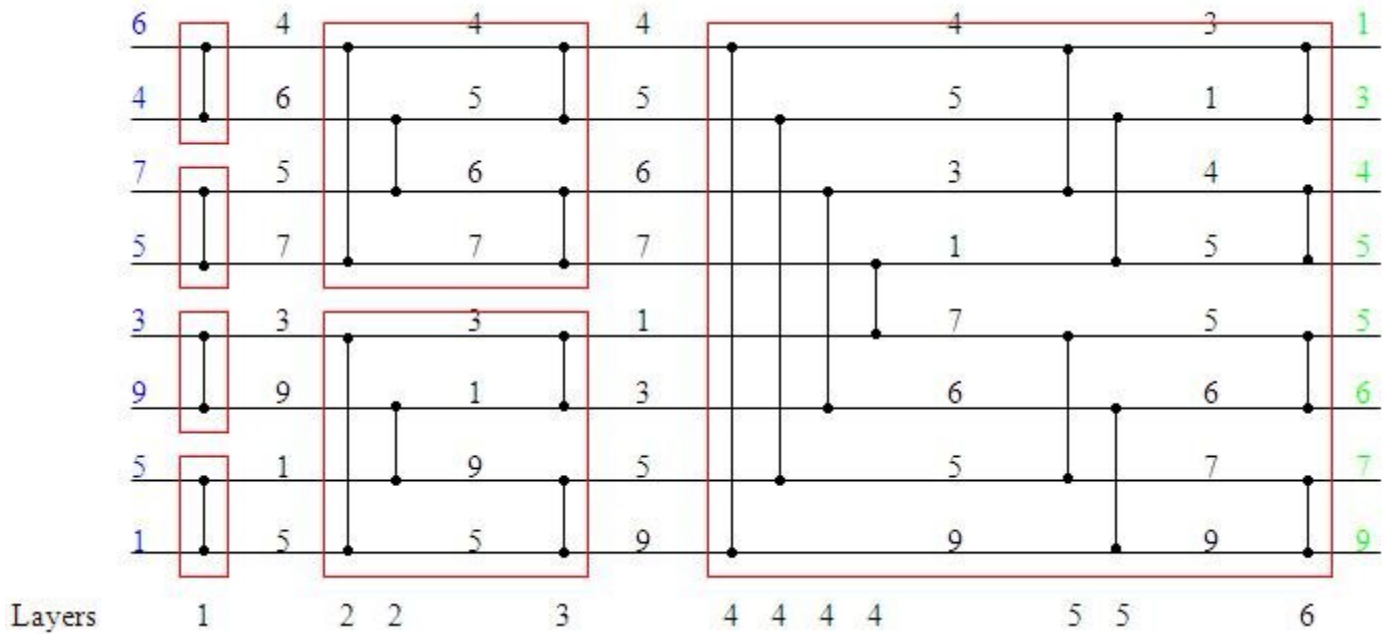 6 4 4 4 4 3 1
4 6 5 5 5 1 3
7 5 6 6 3 4 4
5 7 7 7 1 5 5
3 3 3 1 7 5 5
9 9 1 3 6 6 6
5 1 9 5 5 7 7
1 5 5 9 9 9 9
Layers 1 2 2 3 4 4 4 4 5 5 6